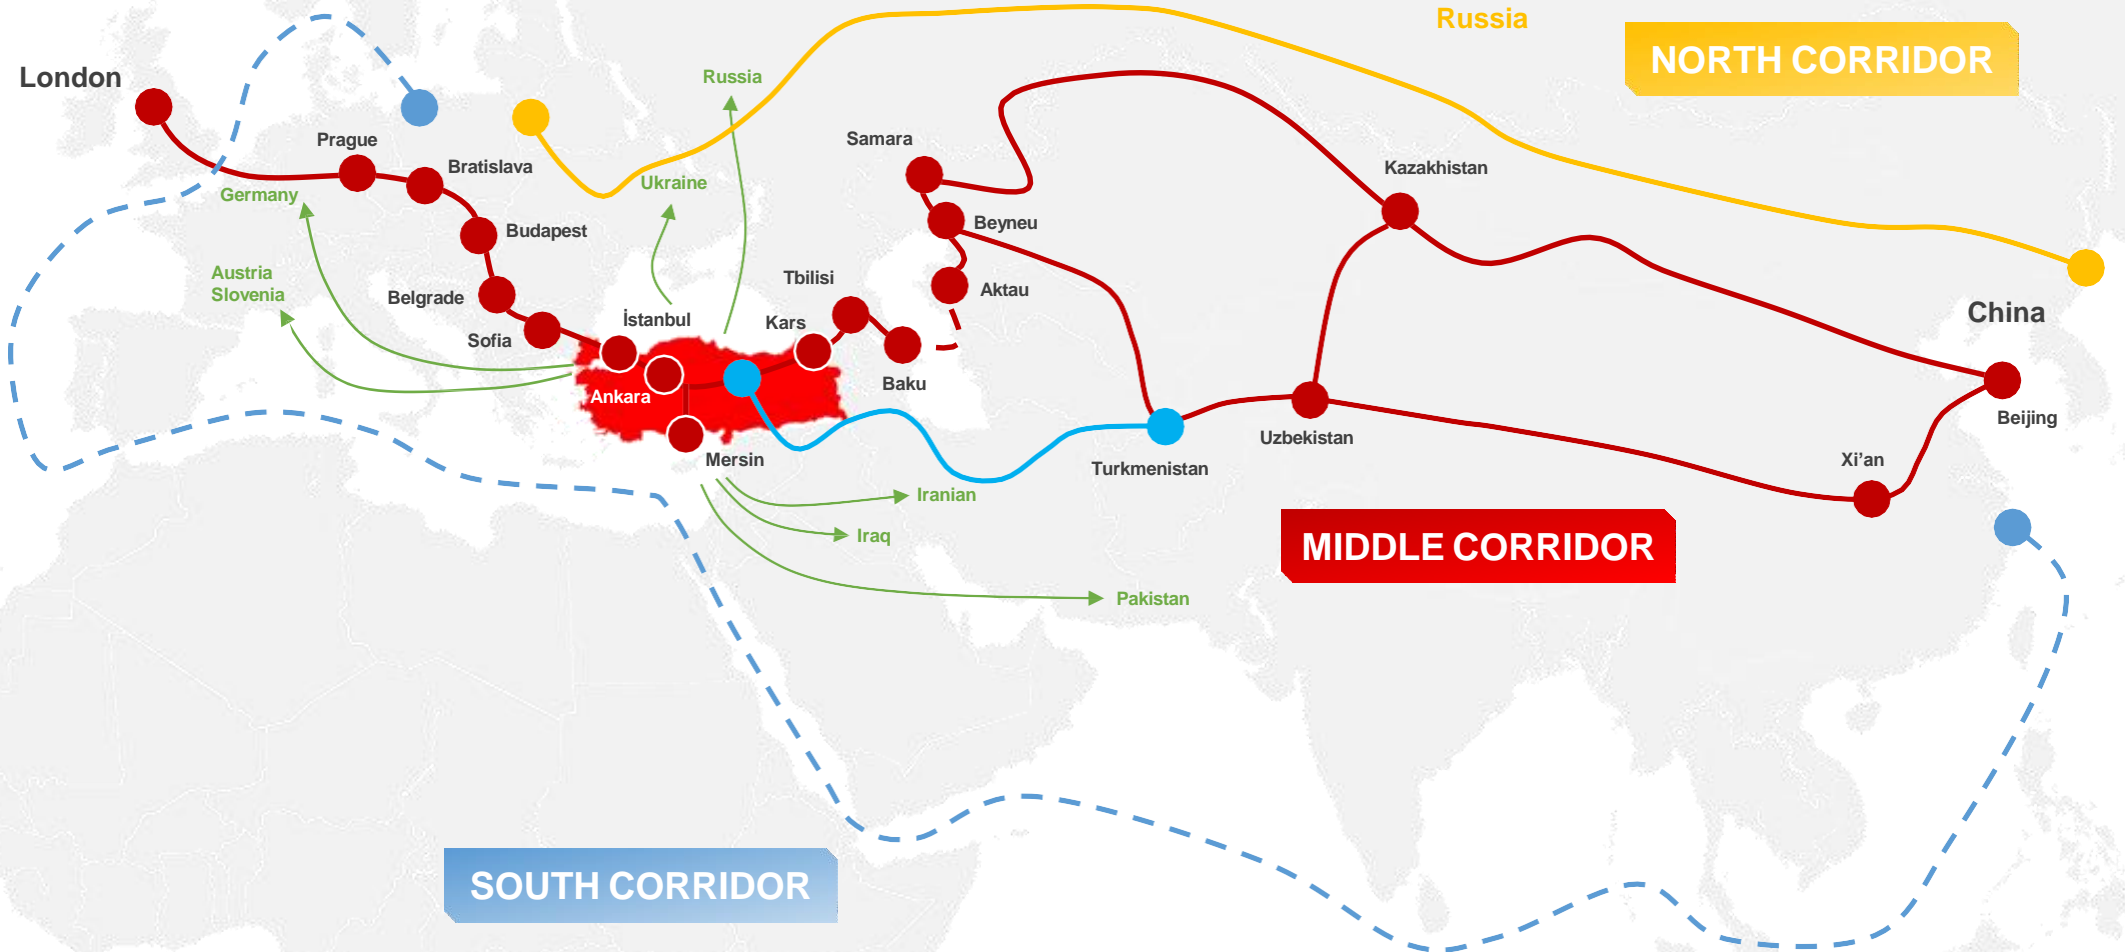 Russia
NORTH CORRIDOR
London
Russia
Prague
Samara
Bratislava
Kazakhistan
Ukraine
Germany
Budapest
Beyneu
Austria
Slovenia
Tbilisi
Aktau
Belgrade
İstanbul
Kars
China
Sofia
Baku
Ankara
Beijing
Uzbekistan
Mersin
Turkmenistan
Xi’an
Iranian
Iraq
MIDDLE CORRIDOR
Pakistan
SOUTH CORRIDOR